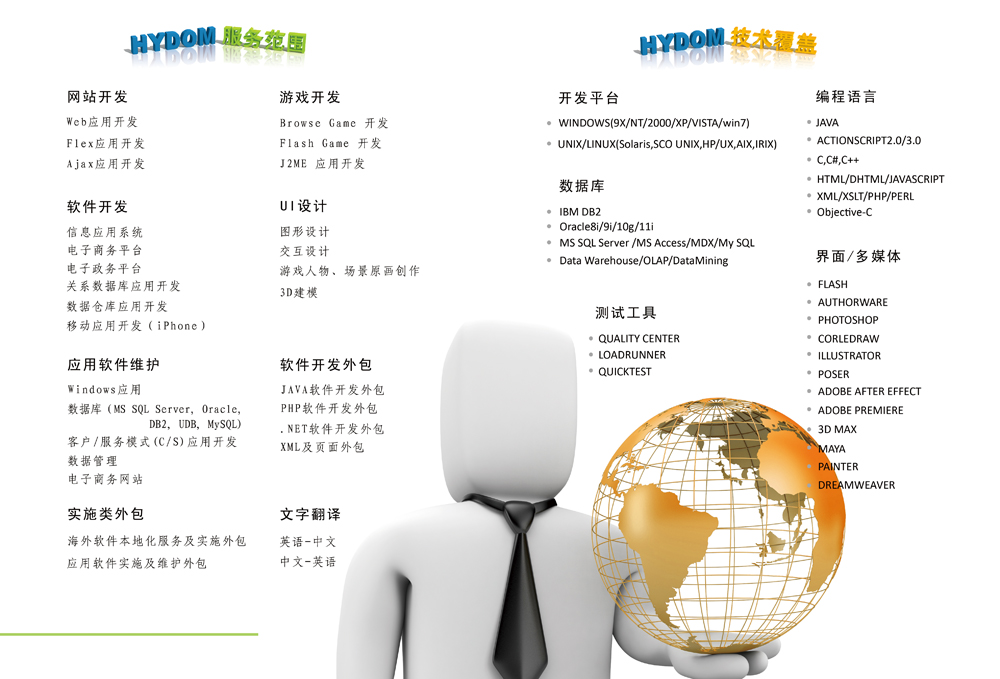 HYDOM 服务范围
网站开发
Web应用开发
Flex应用开发
Ajax应用开发
软件开发
信息应用系统
电子商务平台
电子政务平台
关系数据库应用开发
数据仓库应用开发
移动应用开发（iPhone）
应用软件维护
Windows应用
数据库（MS SQL Server, Oracle,
DB2, UDB, MySQL)
客户/服务模式(C/S)应用开发
数据管理
电子商务网站
实施类外包
海外软件本地化服务及实施外包
应用软件实施及维护外包
游戏开发
Browse Game 开发
Flash Game 开发
J2ME 应用开发
UI设计
图形设计
交互设计
游戏人物、场景原画创作
3D建模
软件开发外包
JAVA软件开发外包
PHP软件开发外包
.NET软件开发外包
XML及页面外包
文字翻译
英语-中文
中文-英语
HYDOM 技术覆盖
开发平台
WINDOWS(9X/NT/2000/XP/VISTA/win7)
UNIX/LINUX(Solaris,SCO UNIX,HP/UX,AIX,IRIX)
数据库
IBM DB2
Oracle8i/9i/10g/11i
MS SQL Server /MS Access/MDX/My SQL
Data Warehouse/OLAP/DataMining
测试工具
QUALITY CENTER
LOADRUNNER
QUICKTEST
编程语言
JAVA
ACTIONSCRIPT2.0/3.0
C,C#,C++
HTML/DHTML/JAVASCRIPT
XML/XSLT/PHP/PERL
Objective-C
界面/多媒体
FLASH
AUTHORWARE
PHOTOSHOP
CORLEDRAW
ILLUSTRATOR
POSER
ADOBE AFTER EFFECT
ADOBE PREMIERE
3D MAX
MAYA
PAINTER
DREAMWEAVER